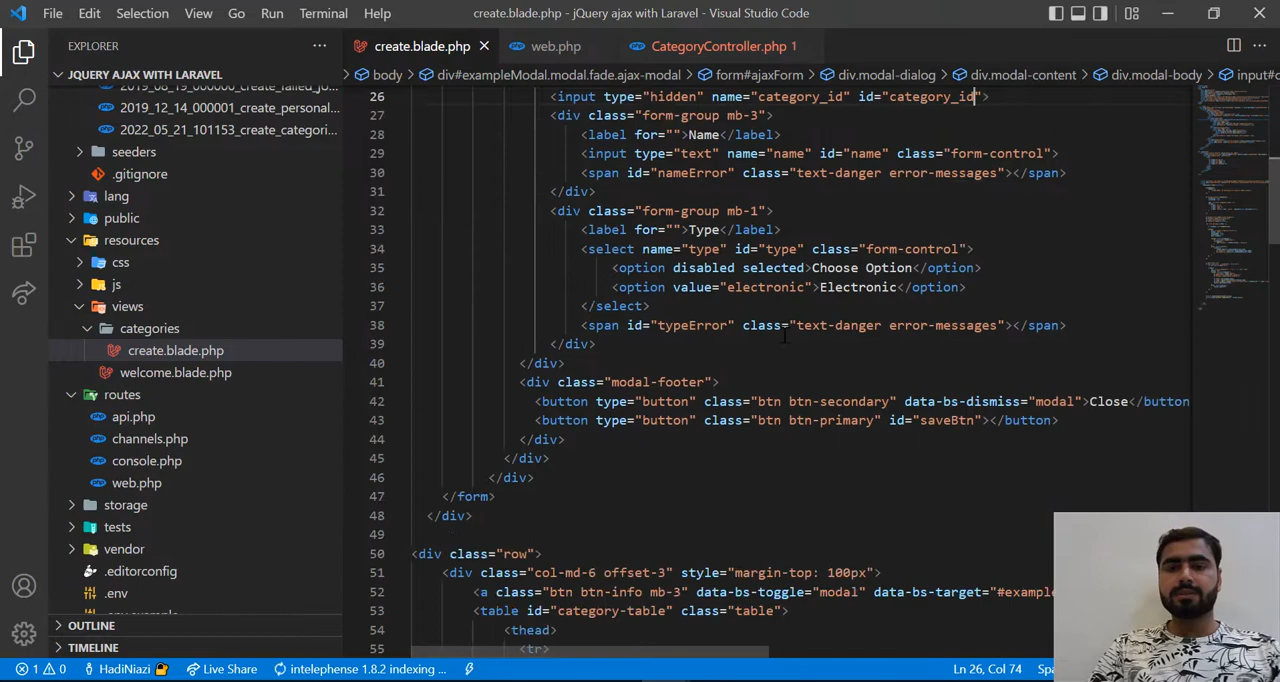 File Edit Selection View Go Run Terminal Help create.blade.php - jQuery ajax with Laravel - Visual Studio Code
EXPLORER
JQUERY AJAX WITH LARAVEL
2019_08_19_000000_create_failed_jo...
2019_12_14_000001_create_personal...
2022_05_21_101153_create_categori...
seeders
.gitignore
lang
public
resources
css
js
views
categories
create.blade.php
welcome.blade.php
routes
api.php
channels.php
console.php
web.php
storage
tests
vendor
.editorconfig
.env
.env.example
OUTLINE
TIMELINE
create.blade.php web.php CategoryController.php 1
body > div#exampleModal.modal.fade.ajax-modal > form#ajaxForm > div.modal-dialog > div.modal-content > div.modal-body > input#c
26 <input type="hidden" name="category_id" id="category_id">
27 <div class="form-group mb-3">
28 <label for="">Name</label>
29 <input type="text" name="name" id="name" class="form-control">
30 <span id="nameError" class="text-danger error-messages"></span>
31 </div>
32 <div class="form-group mb-1">
33 <label for="">Type</label>
34 <select name="type" id="type" class="form-control">
35 <option disabled selected>Choose Option</option>
36 <option value="electronic">Electronic</option>
37 </select>
38 <span id="typeError" class="text-danger error-messages"></span>
39 </div>
40 </div>
41 <div class="modal-footer">
42 <button type="button" class="btn btn-secondary" data-bs-dismiss="modal">Close</button
43 <button type="button" class="btn btn-primary" id="saveBtn"></button>
44 </div>
45 </div>
46 </div>
47 </form>
48 </div>
49
50 <div class="row">
51 <div class="col-md-6 offset-3" style="margin-top: 100px">
52 <a class="btn btn-info mb-3" data-bs-toggle="modal" data-bs-target="#example
53 <table id="category-table" class="table">
54 <thead>
55 <tr>
1 0 HadiNiazi Live Share intelephense 1.8.2 indexing ... Ln 26, Col 74 Spa